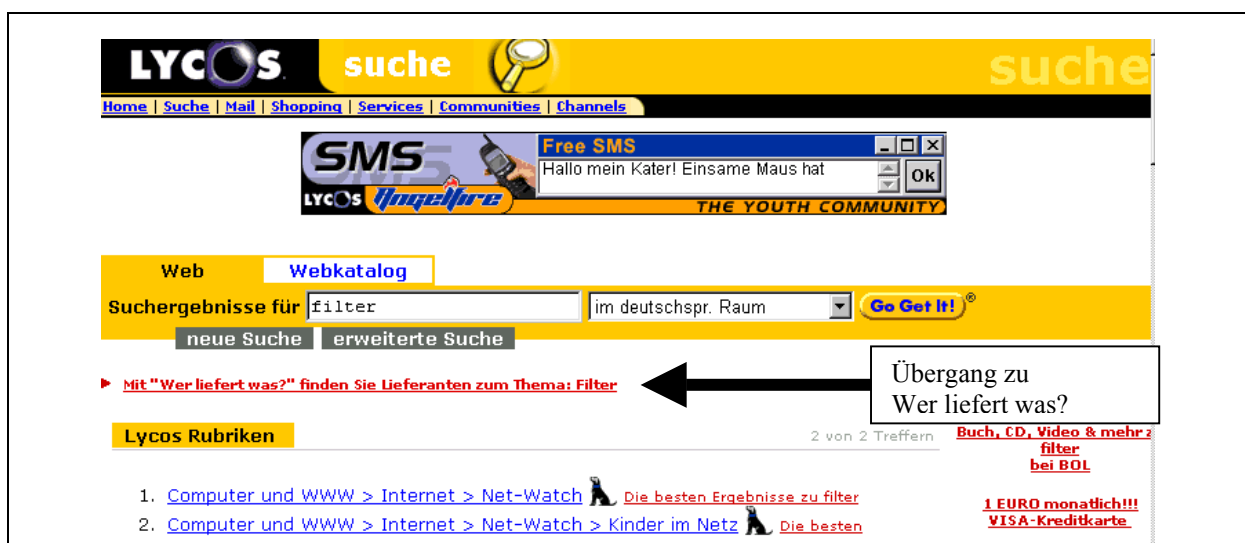 LYCOS suche suche
Home | Suche | Mail | Shopping | Services | Communities | Channels
SMS Free SMS
Hallo mein Kater! Einsame Maus hat Ok
LYCOS Angelfire THE YOUTH COMMUNITY
Web Webkatalog
Suchergebnisse für filter im deutschspr. Raum Go Get It!®
neue Suche erweiterte Suche
Mit "Wer liefert was?" finden Sie Lieferanten zum Thema: Filter
Übergang zu
Wer liefert was?
Lycos Rubriken 2 von 2 Treffern
Buch, CD, Video & mehr z
filter
bei BOL
1. Computer und WWW > Internet > Net-Watch Die besten Ergebnisse zu filter
2. Computer und WWW > Internet > Net-Watch > Kinder im Netz Die besten
1 EURO monatlich!!!
VISA-Kreditkarte